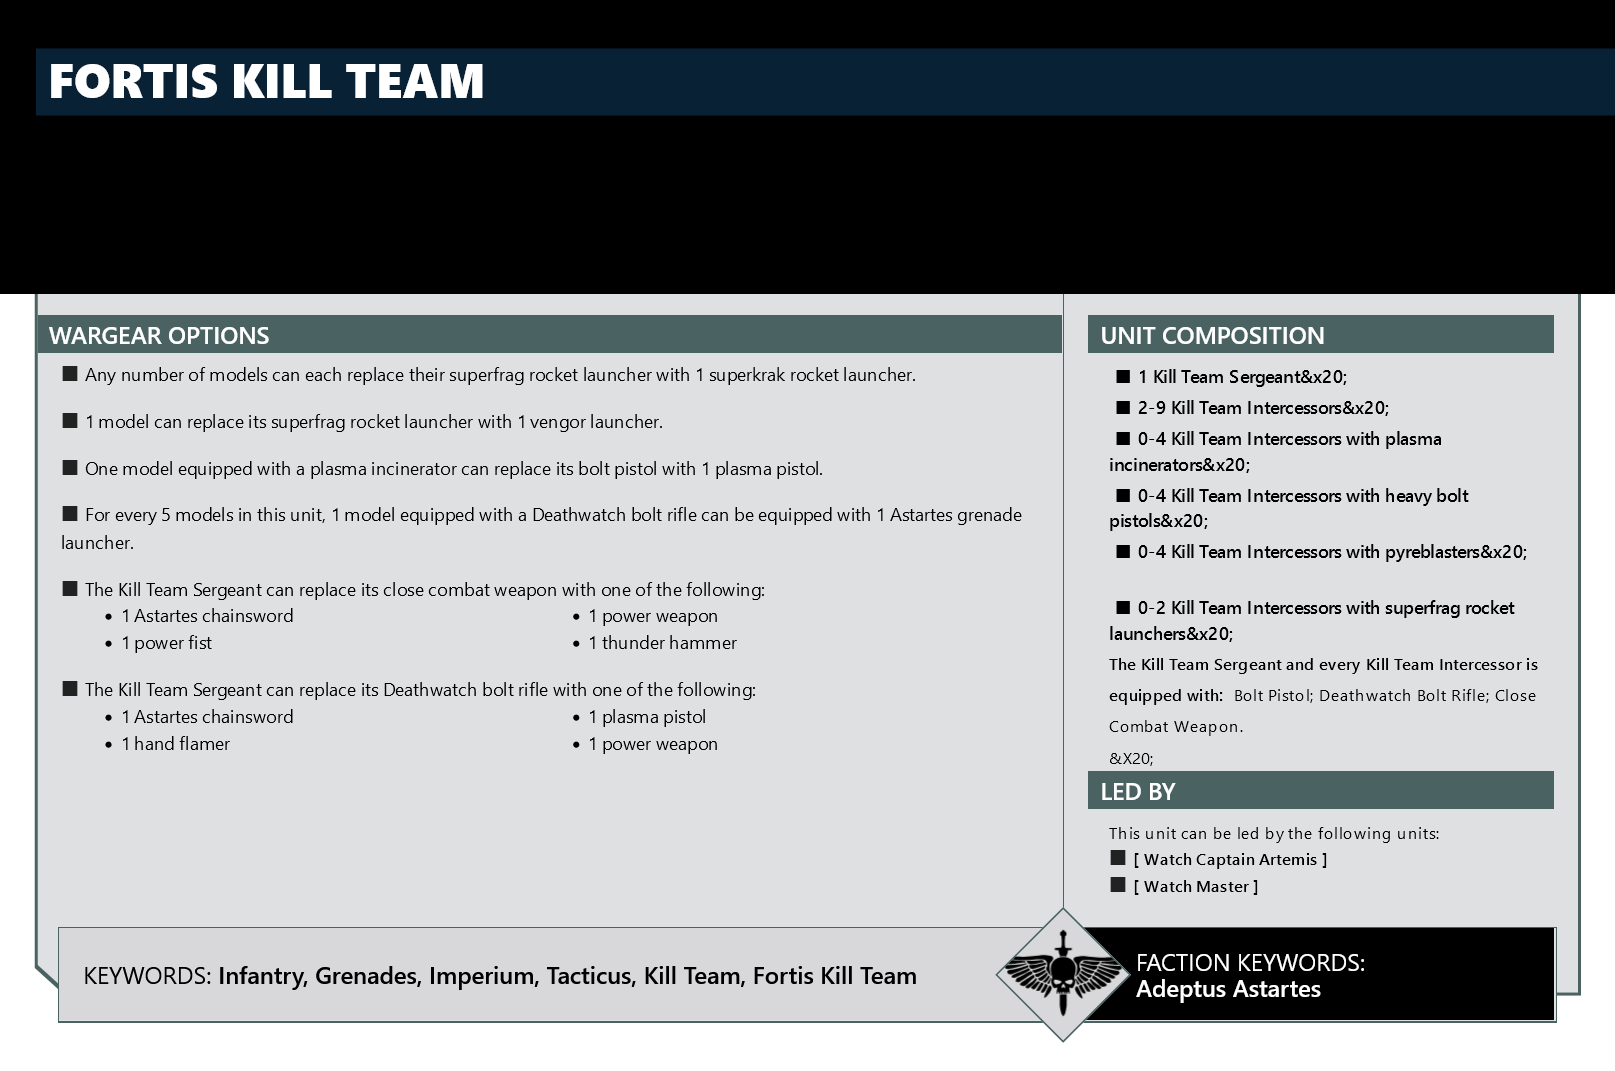 FORTIS KILL TEAM
WARGEAR OPTIONS
■ Any number of models can each replace their superfrag rocket launcher with 1 superkrak rocket launcher.
■ 1 model can replace its superfrag rocket launcher with 1 vengor launcher.
■ One model equipped with a plasma incinerator can replace its bolt pistol with 1 plasma pistol.
■ For every 5 models in this unit, 1 model equipped with a Deathwatch bolt rifle can be equipped with 1 Astartes grenade
launcher.
■ The Kill Team Sergeant can replace its close combat weapon with one of the following:
• 1 Astartes chainsword
• 1 power weapon
• 1 power fist
• 1 thunder hammer
■ The Kill Team Sergeant can replace its Deathwatch bolt rifle with one of the following:
• 1 Astartes chainsword
• 1 plasma pistol
• 1 hand flamer
• 1 power weapon
UNIT COMPOSITION
■ 1 Kill Team Sergeant&x20;
■ 2-9 Kill Team Intercessors&x20;
■ 0-4 Kill Team Intercessors with plasma
incinerators&x20;
■ 0-4 Kill Team Intercessors with heavy bolt
pistols&x20;
■ 0-4 Kill Team Intercessors with pyreblasters&x20;
■ 0-2 Kill Team Intercessors with superfrag rocket
launchers&x20;
The Kill Team Sergeant and every Kill Team Intercessor is
equipped with: Bolt Pistol; Deathwatch Bolt Rifle; Close
Combat Weapon.
&X20;
LED BY
This unit can be led by the following units:
■ [ Watch Captain Artemis ]
■ [ Watch Master ]
KEYWORDS: Infantry, Grenades, Imperium, Tacticus, Kill Team, Fortis Kill Team
FACTION KEYWORDS:
Adeptus Astartes